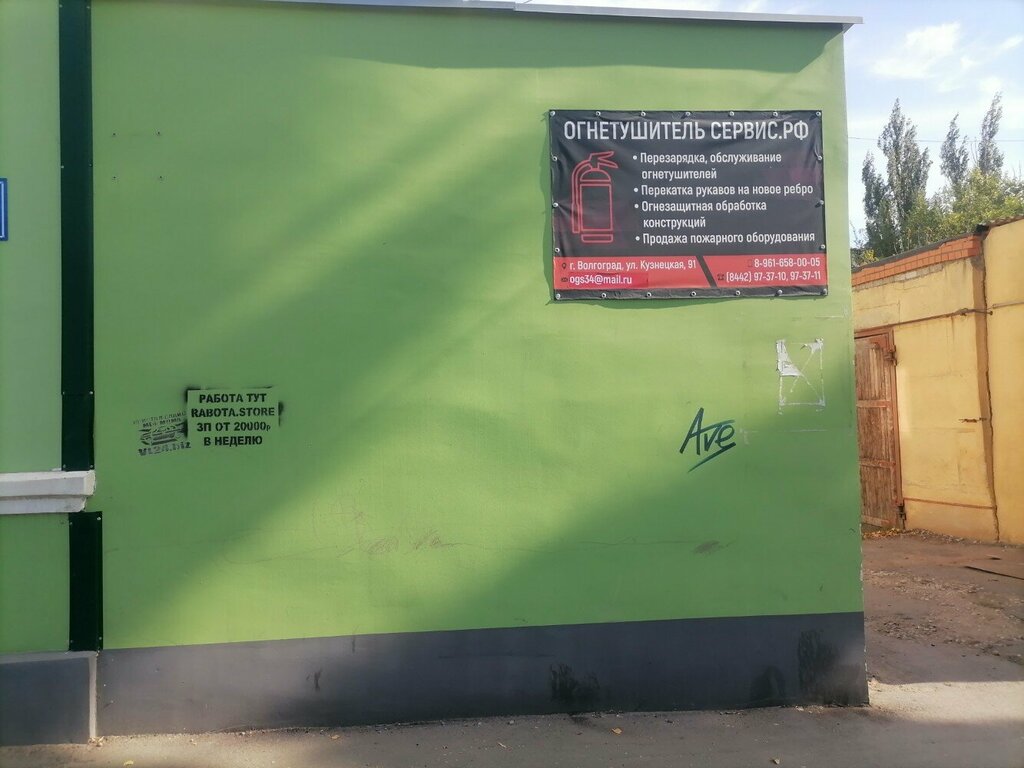 ОГНЕТУШИТЕЛЬ СЕРВИС.РФ
• Перезарядка, обслуживание
огнетушителей
• Перекатка рукавов на новое ребро
• Огнезащитная обработка
конструкций
• Продажа пожарного оборудования
г. Волгоград, ул. Кузнецкая, 91
ogs34@mail.ru
8-961-658-00-05
(8442) 97-37-10, 97-37-11
РАБОТА ТУТ
RABOTA.STORE
ЗП ОТ 20000р
В НЕДЕЛЮ
Ave